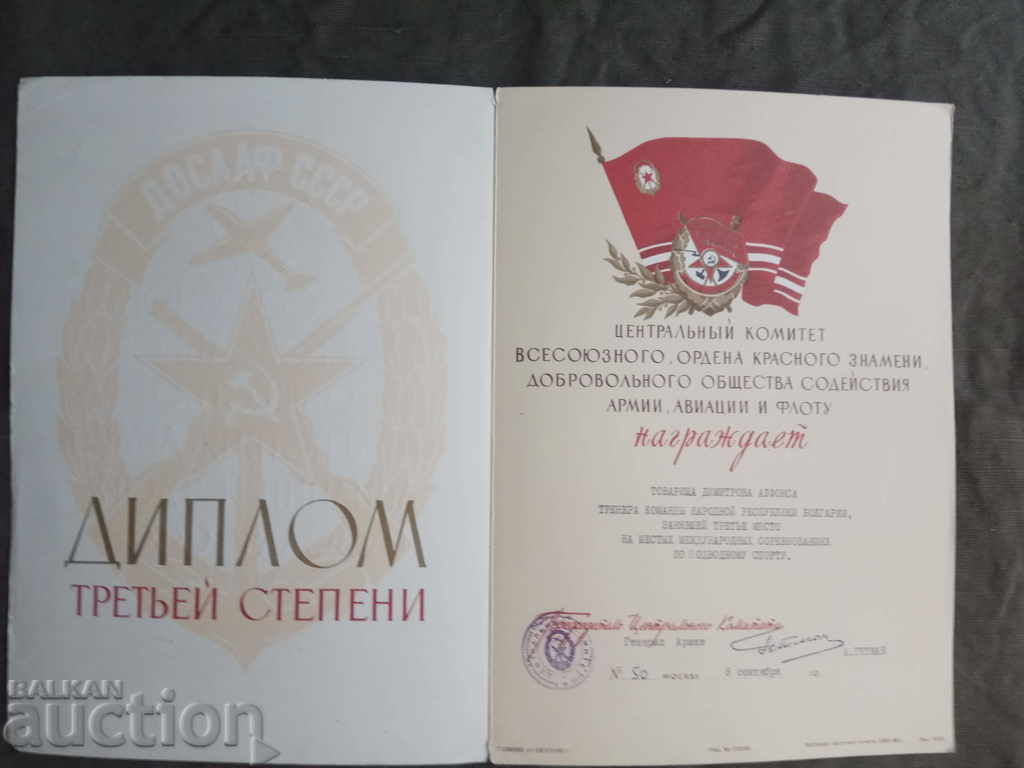 ДОСААФ СССР
ДИПЛОМ
ТРЕТЬЕЙ СТЕПЕНИ
ЦЕНТРАЛЬНЫЙ КОМИТЕТ
ВСЕСОЮЗНОГО, ОРДЕНА КРАСНОГО ЗНАМЕНИ,
ДОБРОВОЛЬНОГО ОБЩЕСТВА СОДЕЙСТВИЯ
АРМИИ, АВИАЦИИ И ФЛОТУ
награждает
ТОВАРИЩА ДИМИТРОВА АЛФОНСА
ТРЕНЕРА КОМАНДЫ НАРОДНОЙ РЕСПУБЛИКИ БОЛГАРИИ,
ЗАНЯВШЕЙ ТРЕТЬЕ МЕСТО
НА ШЕСТЫХ МЕЖДУНАРОДНЫХ СОРЕВНОВАНИЯХ
ПО ПОДВОДНОМУ СПОРТУ.
Председатель Центрального Комитета
Генерал Армии
А.ГЕТМАН
№ 50 МОСКВА 8 сентября 19
BALKAN
auction